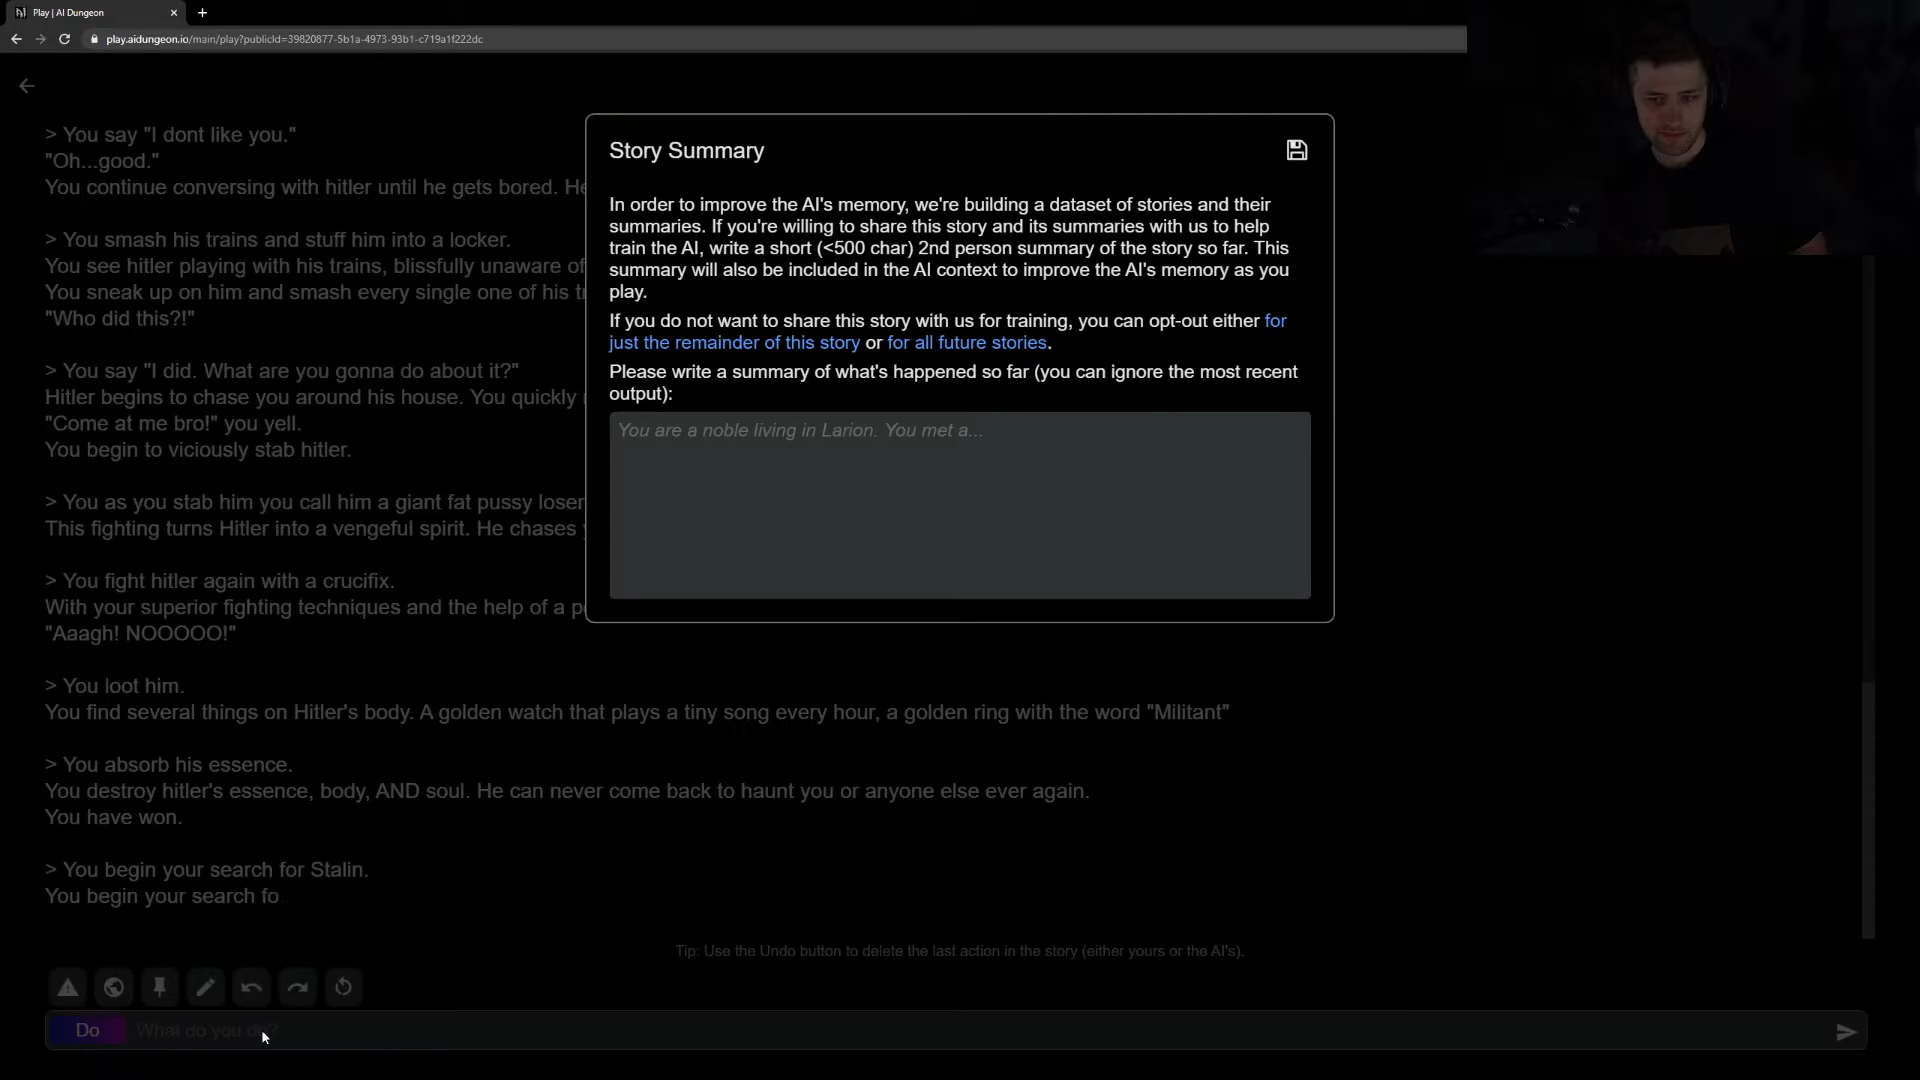 Play | AI Dungeon
play.aidungeon.io/main/play?publicId=39820877-5b1a-4973-93b1-c719a1f222dc
> You say "I dont like you."
"Oh...good."
You continue conversing with hitler until he gets bored. He
> You smash his trains and stuff him into a locker.
You see hitler playing with his trains, blissfully unaware of
You sneak up on him and smash every single one of his
"Who did this?!"
> You say "I did. What are you gonna do about it?"
Hitler begins to chase you around his house. You quickly
"Come at me bro!" you yell.
You begin to viciously stab hitler.
> You as you stab him you call him a giant fat pussy loser
This fighting turns Hitler into a vengeful spirit. He chases
> You fight hitler again with a crucifix.
With your superior fighting techniques and the help of a
"Aaagh! NOOOOO!"
> You loot him.
You find several things on Hitler's body. A golden watch that plays a tiny song every hour, a golden ring with the word "Militant"
> You absorb his essence.
You destroy hitler's essence, body, AND soul. He can never come back to haunt you or anyone else ever again.
You have won.
> You begin your search for Stalin.
You begin your search fo
Story Summary
In order to improve the AI's memory, we're building a dataset of stories and their
summaries. If you're willing to share this story and its summaries with us to help
train the AI, write a short (<500 char) 2nd person summary of the story so far. This
summary will also be included in the AI context to improve the AI's memory as you
play.
If you do not want to share this story with us for training, you can opt-out either for
just the remainder of this story or for all future stories.
Please write a summary of what's happened so far (you can ignore the most recent
output):
You are a noble living in Larion. You met a...
Tip: Use the Undo button to delete the last action in the story (either yours or the AI's).
Do What do you do?